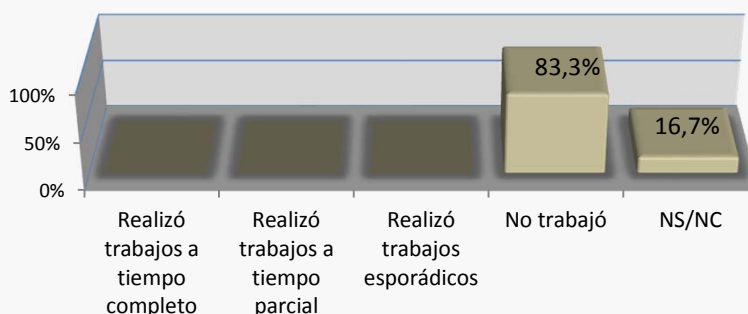 83,3%
16,7%
100%
50%
0%
Realizó
trabajos a
tiempo
completo
Realizó
trabajos a
tiempo
parcial
Realizó
trabajos
esporádicos
No trabajó
NS/NC